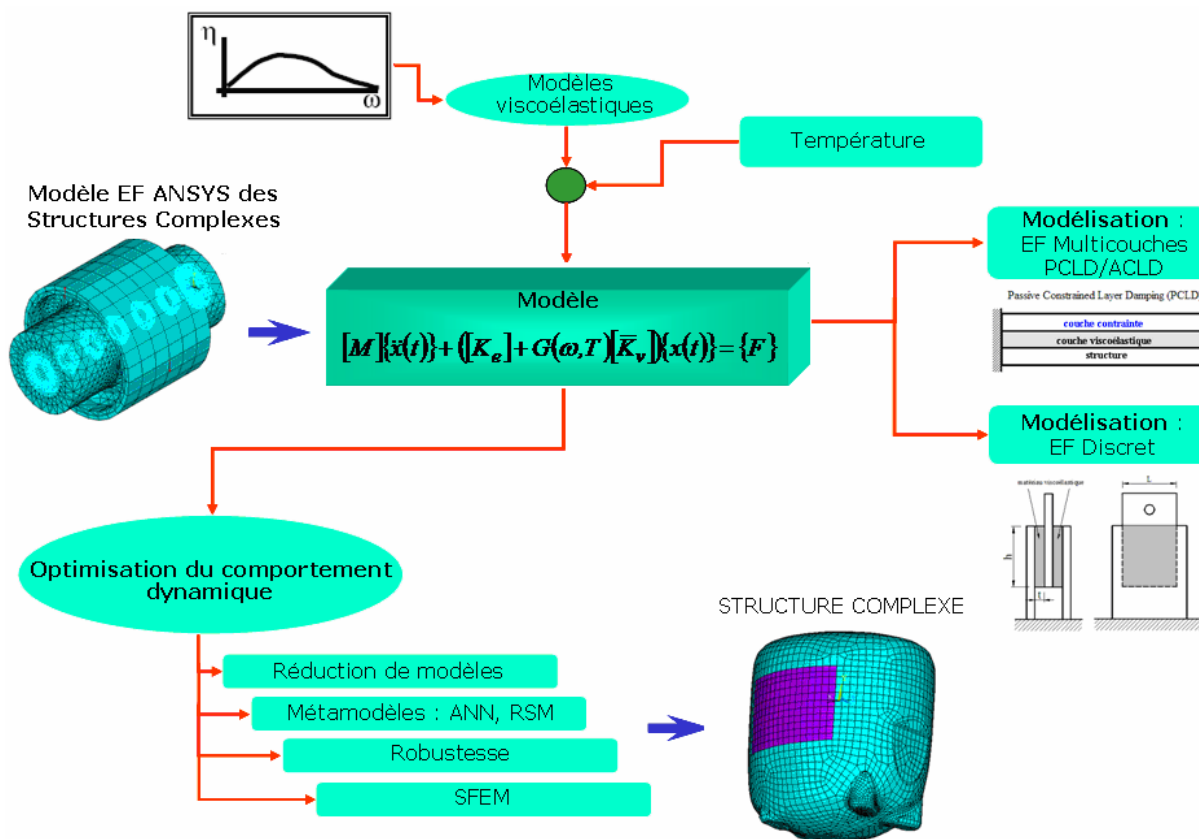 η
ω
Modèles
viscoélastiques
Température
Modèle EF ANSYS des
Structures Complexes
Modèle
[M]{ẍ(t)}+([Kₑ]+G(ω,T)[K̅ᵥ]){x(t)}={F}
Modélisation :
EF Multicouches
PCLD/ACLD
Passive Constrained Layer Damping (PCLD
couche contrainte
couche viscoélastique
structure
Modélisation :
EF Discret
matériau viscoélastique
L
h
t
Optimisation du comportement
dynamique
Réduction de modèles
Métamodèles : ANN, RSM
Robustesse
SFEM
STRUCTURE COMPLEXE